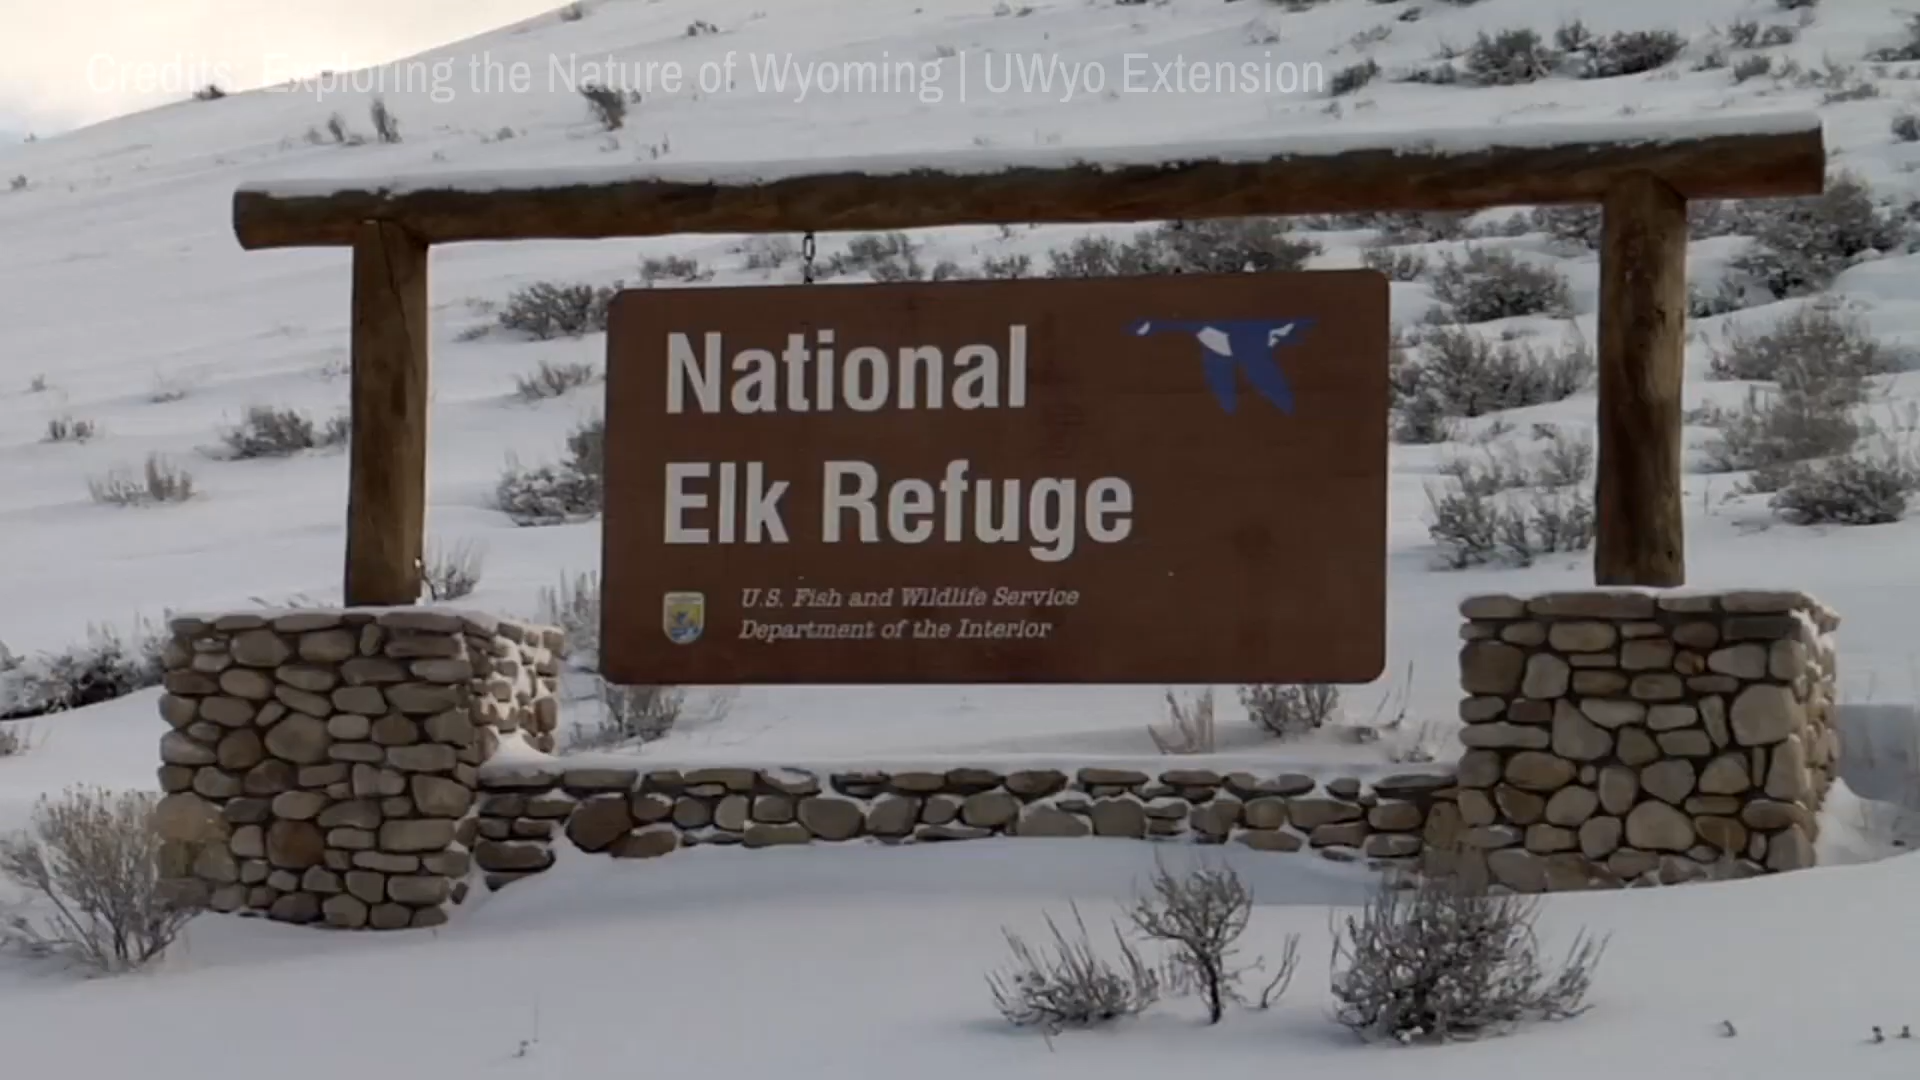 Credits: Exploring the Nature of Wyoming | UWyo Extension
National
Elk Refuge
U.S. Fish and Wildlife Service
Department of the Interior